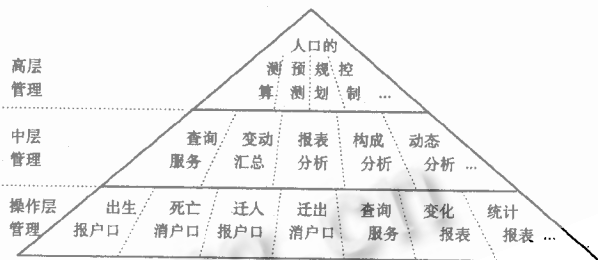 人口的
高层 测 预 规 控
管理 算 测 划 制 …
中层 查询 变动 报表 构成 动态
管理 服务 汇总 分析 分析 分析 …
操作层 出生 死亡 迁人 迁出 查询 变化 统计
管理 报户口 消户口 报户口 消户口 服务 报表 报表 …